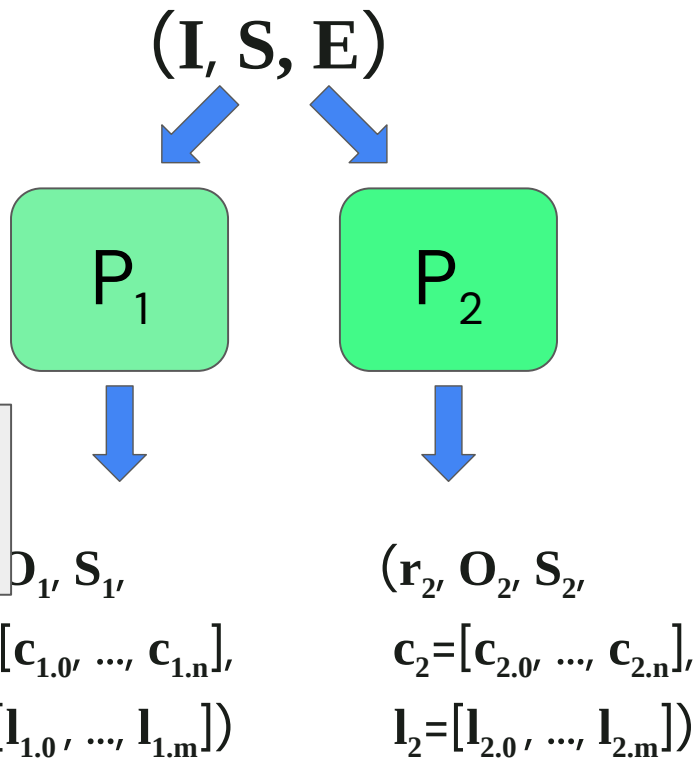 (I, S, E)
P1
P2
O1, S1,
[c1.0, ..., c1.n],
[l1.0, ..., l1.m])
(r2, O2, S2,
c2=[c2.0, ..., c2.n],
l2=[l2.0, ..., l2.m])